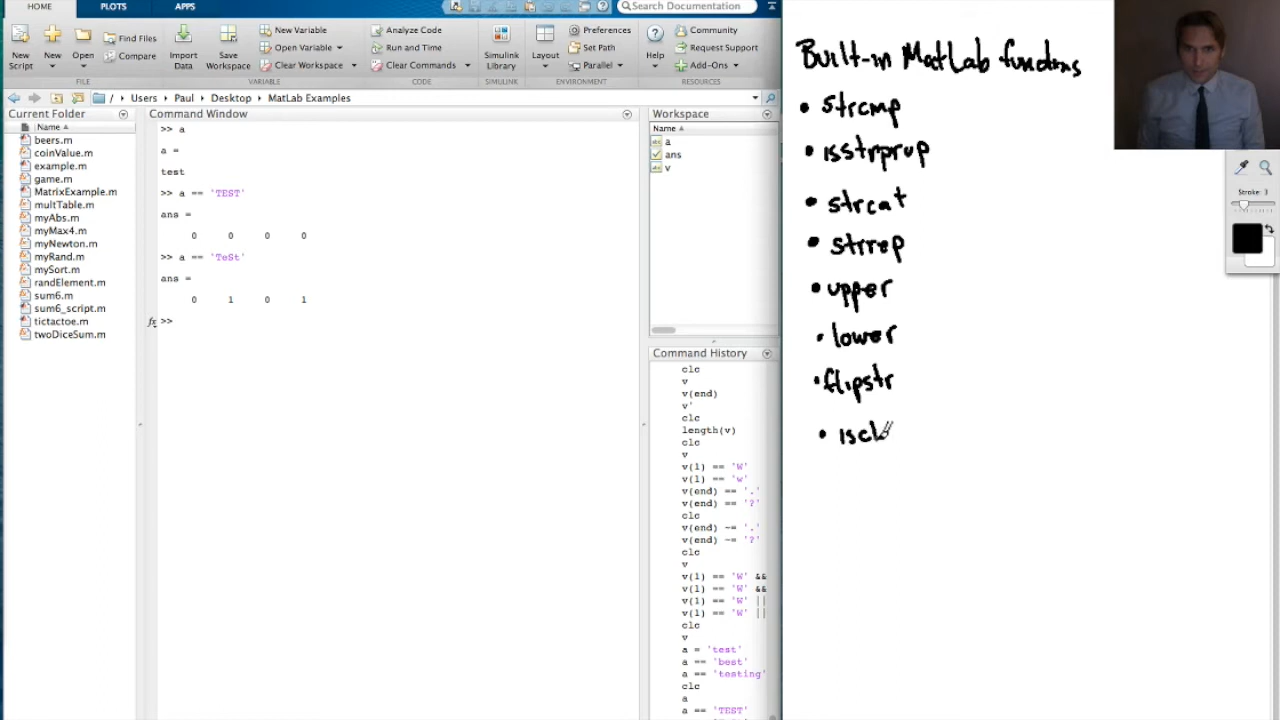 HOME PLOTS APPS
Search Documentation
New Script
New
Open
Find Files
Compare
Import Data
Save Workspace
New Variable
Open Variable
Clear Workspace
Analyze Code
Run and Time
Clear Commands
Simulink Library
Layout
Preferences
Set Path
Parallel
Help
Community
Request Support
Add-Ons
FILE VARIABLE CODE SIMULINK ENVIRONMENT RESOURCES
/ Users Paul Desktop MatLab Examples
Current Folder
Name
beers.m
coinValue.m
example.m
game.m
MatrixExample.m
multTable.m
myAbs.m
myMax4.m
myNewton.m
myRand.m
mySort.m
randElement.m
sum6.m
sum6_script.m
tictactoe.m
twoDiceSum.m
Command Window
>> a
a =
test
>> a == 'TEST'
ans =
0 0 0 0
>> a == 'TeSt'
ans =
0 1 0 1
fx >>
Workspace
Name
a
ans
v
Command History
clc
v
v(end)
v'
clc
length(v)
clc
v
v(1) == 'W'
v(1) == 'w'
v(end) == '.'
v(end) == '?'
clc
v(end) ~= '.'
v(end) ~= '?'
clc
v
v(1) == 'W' &&
v(1) == 'W' &&
v(1) == 'W' ||
v(1) == 'W' ||
clc
v
a = 'test'
a == 'best'
a == 'testing'
clc
a
a == 'TEST'
Built-in MatLab functions
• strcmp
• isstrprop
• strcat
• strrep
• upper
• lower
• flipstr
• isch
Stroke: 3